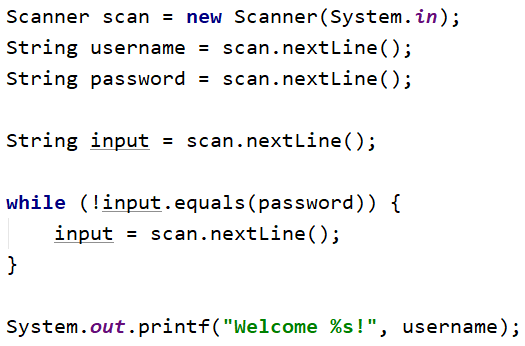 Scanner scan = new Scanner(System.in);
String username = scan.nextLine();
String password = scan.nextLine();
String input = scan.nextLine();
while (!input.equals(password)) {
input = scan.nextLine();
}
System.out.printf("Welcome %s!", username);